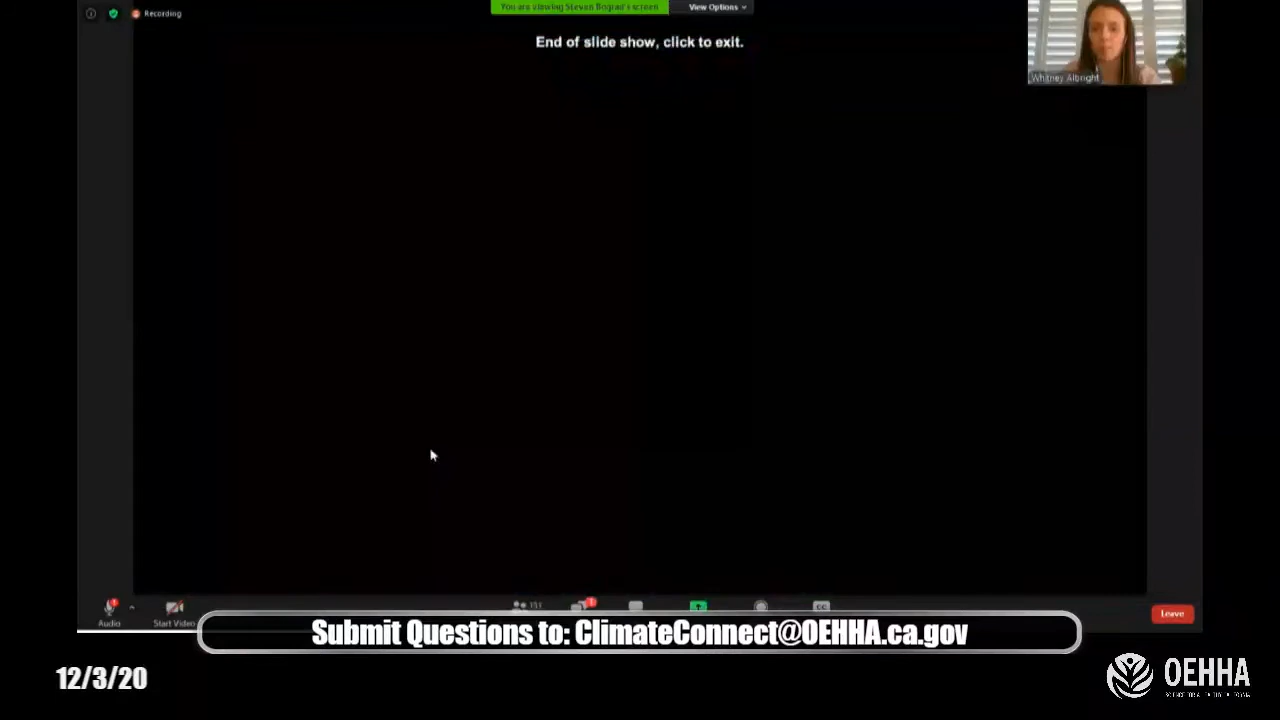 Recording
You are viewing Steven Bograd's screen
View Options
End of slide show, click to exit.
Whitney Albright
Audio
Start Video
CC
Leave
Submit Questions to: ClimateConnect@OEHHA.ca.gov
12/3/20
OEHHA